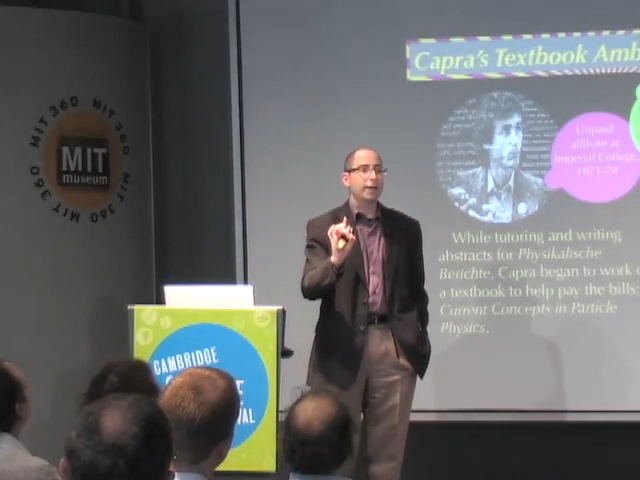 Capra's Textbook Amb
MIT 360 MIT 360 MIT 360 MIT 360
MIT
museum
Unpaid
affiliate at
Imperial College,
1971-74
While tutoring and writing
abstracts for Physikalische
Berichte, Capra began to work
a textbook to help pay the bills:
Current Concepts in Particle
Physics.
CAMBRIDGE
VAL